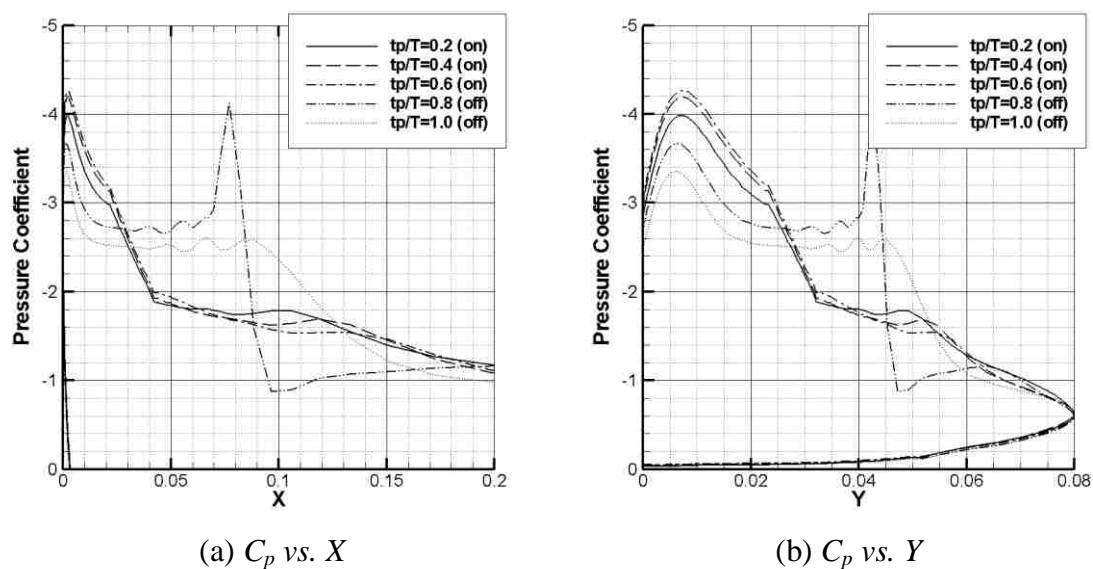 -5
-4
-3
-2
-1
0
Pressure Coefficient
0
0.05
0.1
0.15
0.2
X
tp/T=0.2 (on)
tp/T=0.4 (on)
tp/T=0.6 (on)
tp/T=0.8 (off)
tp/T=1.0 (off)
(a) Cp vs. X
-5
-4
-3
-2
-1
0
Pressure Coefficient
0
0.02
0.04
0.06
0.08
Y
tp/T=0.2 (on)
tp/T=0.4 (on)
tp/T=0.6 (on)
tp/T=0.8 (off)
tp/T=1.0 (off)
(b) Cp vs. Y